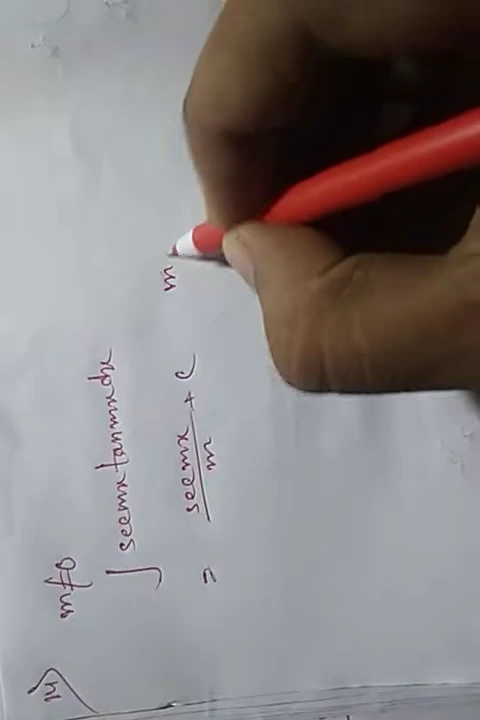 14) m≠0
∫ secmx tanmx dx
= secmx/m + c m